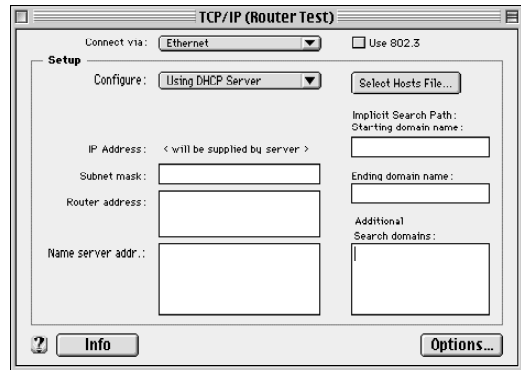 TCP/IP (Router Test)
Connect via: Ethernet
Use 802.3
Setup
Configure: Using DHCP Server
Select Hosts File...
Implicit Search Path:
Starting domain name:
IP Address: < will be supplied by server >
Subnet mask:
Ending domain name:
Router address:
Additional
Search domains:
Name server addr.:
?
Info
Options...